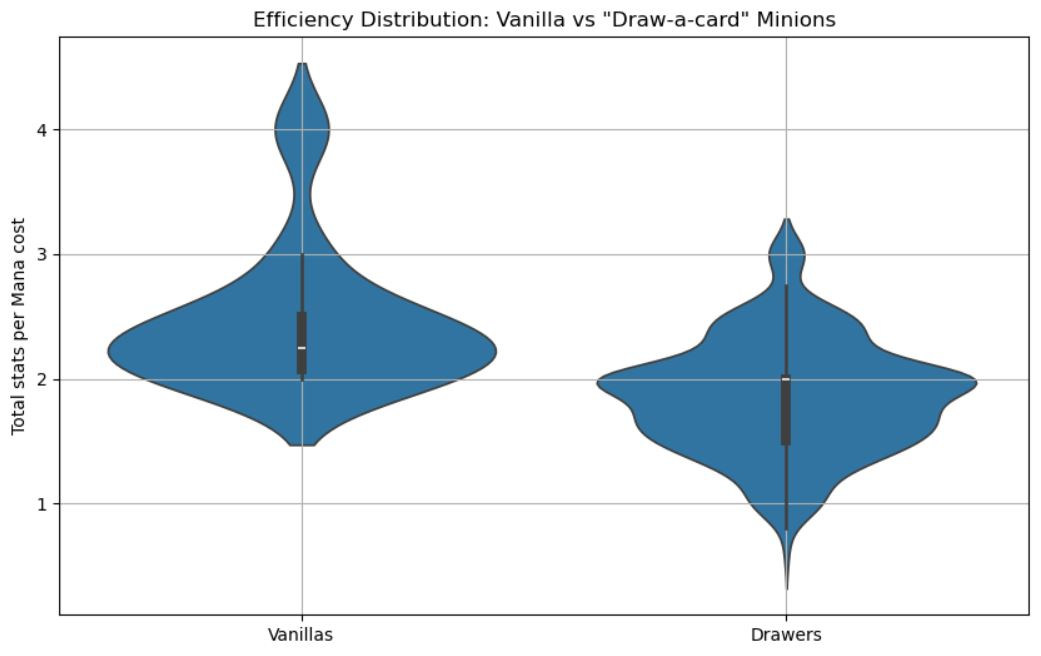 Efficiency Distribution: Vanilla vs "Draw-a-card" Minions
Total stats per Mana cost
4
3
2
1
Vanillas Drawers